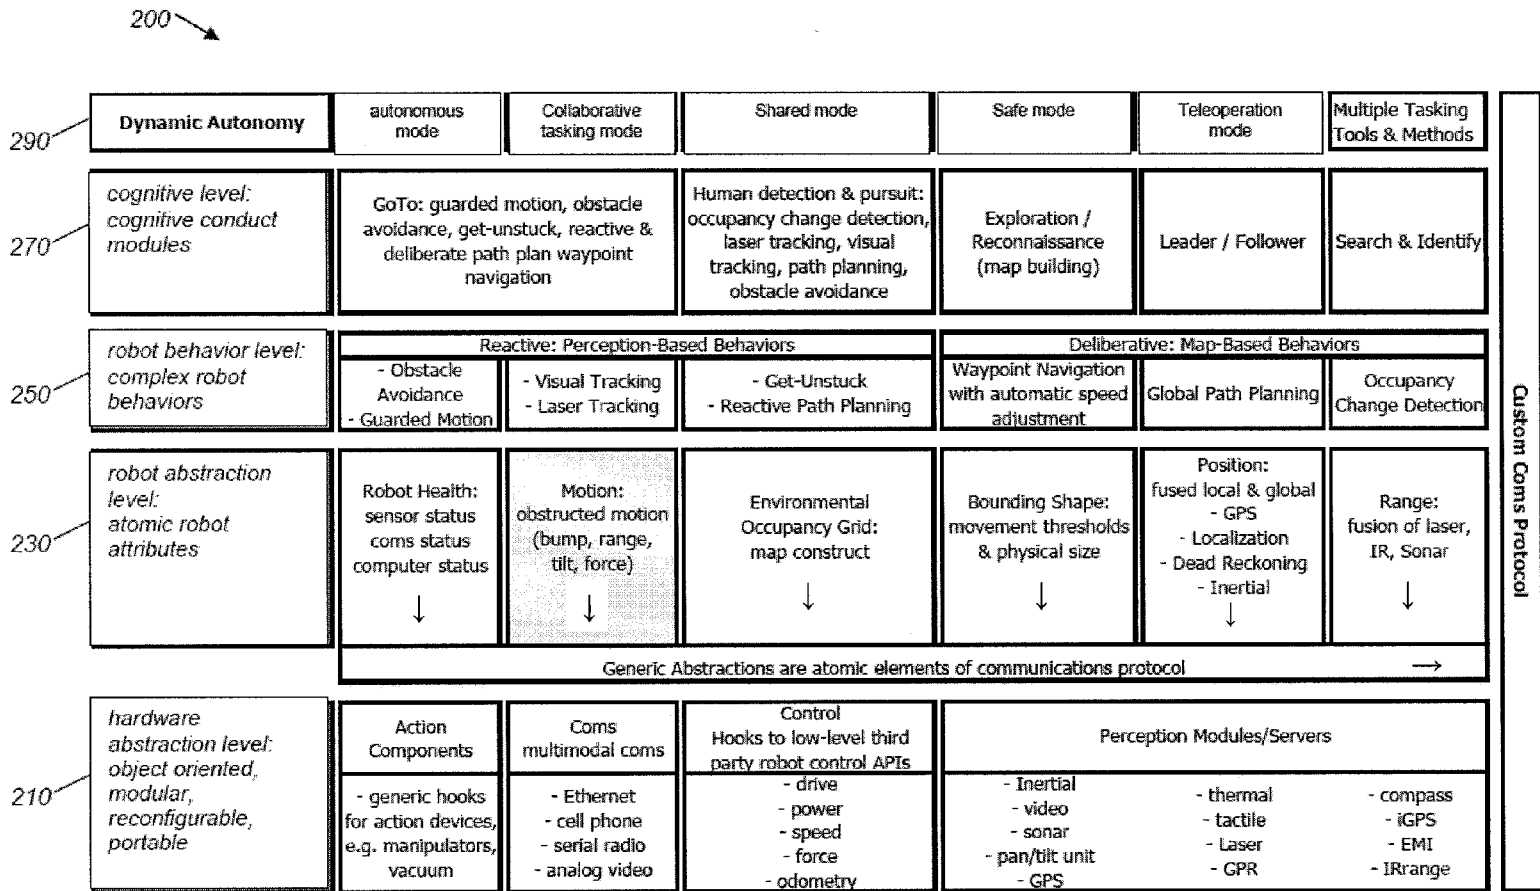 200
290
Dynamic Autonomy
autonomous
mode
Collaborative
tasking mode
Shared mode
Safe mode
Teleoperation
mode
Multiple Tasking
Tools & Methods
270
cognitive level:
cognitive conduct
modules
GoTo: guarded motion, obstacle
avoidance, get-unstuck, reactive &
deliberate path plan waypoint
navigation
Human detection & pursuit:
occupancy change detection,
laser tracking, visual
tracking, path planning,
obstacle avoidance
Exploration /
Reconnaissance
(map building)
Leader / Follower
Search & Identify
250
robot behavior level:
complex robot
behaviors
Reactive: Perception-Based Behaviors
Deliberative: Map-Based Behaviors
- Obstacle
Avoidance
- Guarded Motion
- Visual Tracking
- Laser Tracking
- Get-Unstuck
- Reactive Path Planning
Waypoint Navigation
with automatic speed
adjustment
Global Path Planning
Occupancy
Change Detection
230
robot abstraction
level:
atomic robot
attributes
Robot Health:
sensor status
coms status
computer status
↓
Motion:
obstructed motion
(bump, range,
tilt, force)
↓
Environmental
Occupancy Grid:
map construct
↓
Bounding Shape:
movement thresholds
& physical size
↓
Position:
fused local & global
- GPS
- Localization
- Dead Reckoning
- Inertial
↓
Range:
fusion of laser,
IR, Sonar
↓
Generic Abstractions are atomic elements of communications protocol →
210
hardware
abstraction level:
object oriented,
modular,
reconfigurable,
portable
Action
Components
- generic hooks
for action devices,
e.g. manipulators,
vacuum
Coms
multimodal coms
- Ethernet
- cell phone
- serial radio
- analog video
Control
Hooks to low-level third
party robot control APIs
- drive
- power
- speed
- force
- odometry
Perception Modules/Servers
- Inertial
- video
- sonar
- pan/tilt unit
- GPS
- thermal
- tactile
- Laser
- GPR
- compass
- iGPS
- EMI
- IRrange
Custom Coms Protocol